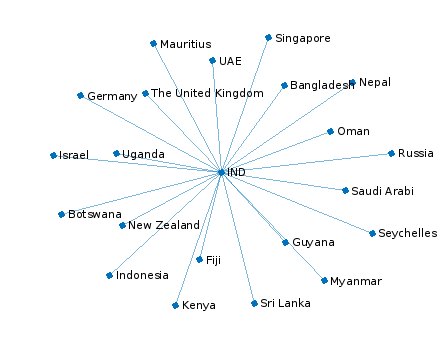 Singapore
Mauritius
UAE
Nepal
Bangladesh
The United Kingdom
Germany
Oman
Russia
Uganda
Israel
IND
Saudi Arabi
Botswana
New Zealand
Seychelles
Guyana
Fiji
Indonesia
Myanmar
Kenya
Sri Lanka